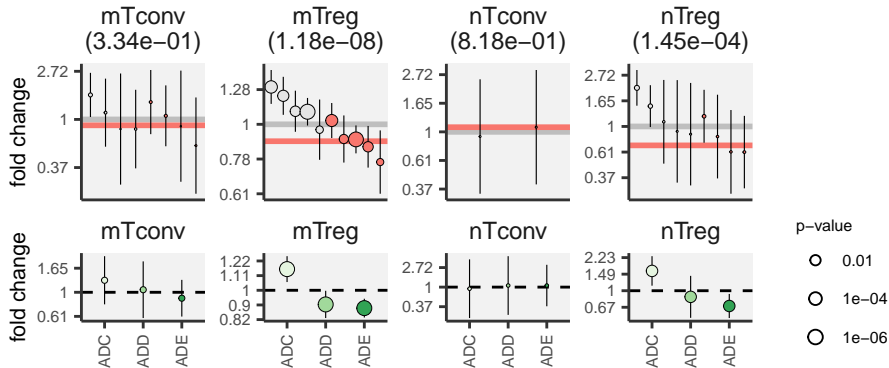 mTconv
(3.34e−01)
mTreg
(1.18e−08)
nTconv
(8.18e−01)
nTreg
(1.45e−04)
fold change
2.72
1
0.37
1.28
1
0.78
0.61
2.72
1.65
1
0.61
0.37
2.72
1.65
1
0.61
0.37
mTconv
mTreg
nTconv
nTreg
fold change
1.65
1
0.61
1.22
1.11
1
0.9
0.82
2.72
1
0.37
2.23
1.49
1
0.67
ADC
ADD
ADE
ADC
ADD
ADE
ADC
ADD
ADE
ADC
ADD
ADE
p−value
0.01
1e−04
1e−06